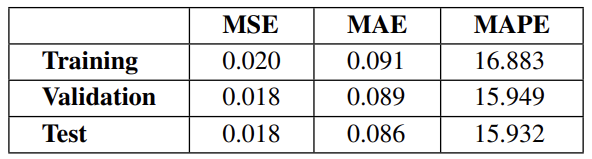 MSE MAE MAPE
Training 0.020 0.091 16.883
Validation 0.018 0.089 15.949
Test 0.018 0.086 15.932